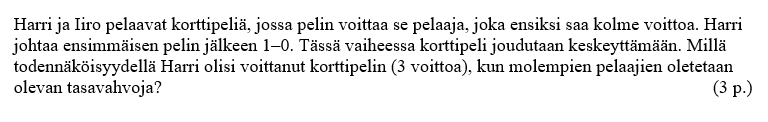 Harri ja Iiro pelaavat korttipeliä, jossa pelin voittaa se pelaaja, joka ensiksi saa kolme voittoa. Harri
johtaa ensimmäisen pelin jälkeen 1–0. Tässä vaiheessa korttipeli joudutaan keskeyttämään. Millä
todennäköisyydellä Harri olisi voittanut korttipelin (3 voittoa), kun molempien pelaajien oletetaan
olevan tasavahvoja? (3 p.)